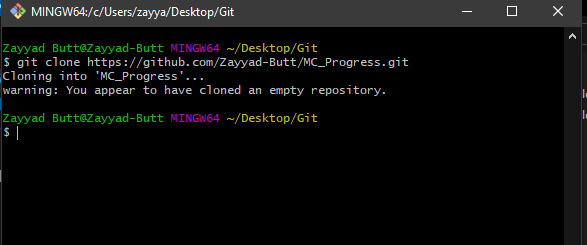 MINGW64:/c/Users/zayya/Desktop/Git
Zayyad Butt@Zayyad-Butt MINGW64 ~/Desktop/Git
$ git clone https://github.com/Zayyad-Butt/MC_Progress.git
Cloning into 'MC_Progress'...
warning: You appear to have cloned an empty repository.
Zayyad Butt@Zayyad-Butt MINGW64 ~/Desktop/Git
$